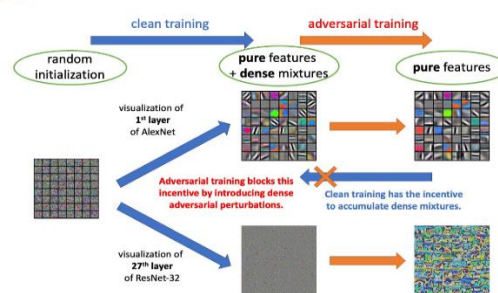 clean training
adversarial training
random
initialization
pure features
+ dense mixtures
pure features
visualization of
1st layer
of AlexNet
Adversarial training blocks this
incentive by introducing dense
adversarial perturbations.
Clean training has the incentive
to accumulate dense mixtures.
visualization of
27th layer
of ResNet-32